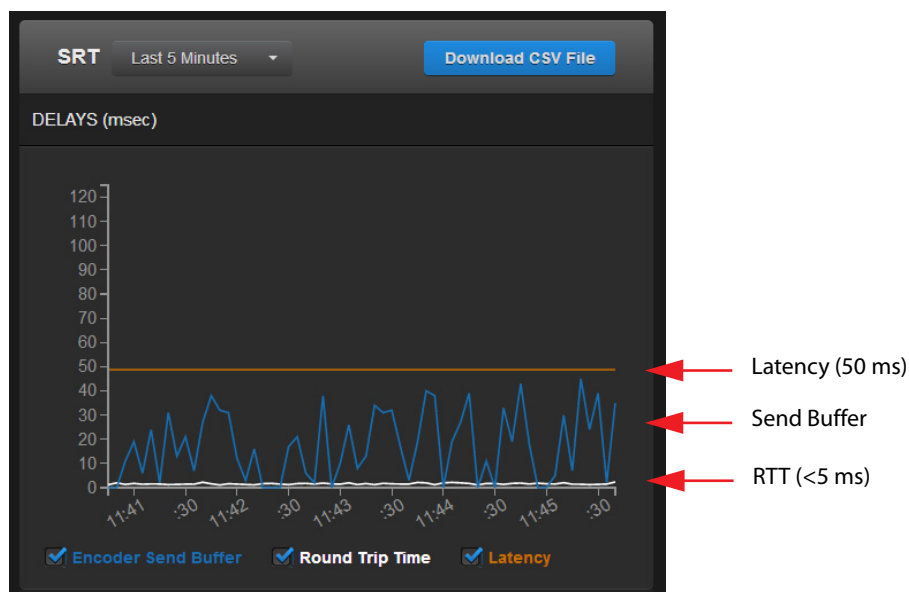 SRT Last 5 Minutes Download CSV File
DELAYS (msec)
120
110
100
90
80
70
60
50
40
30
20
10
0
11:41 :30 11:42 :30 11:43 :30 11:44 :30 11:45 :30
Encoder Send Buffer Round Trip Time Latency
Latency (50 ms)
Send Buffer
RTT (<5 ms)